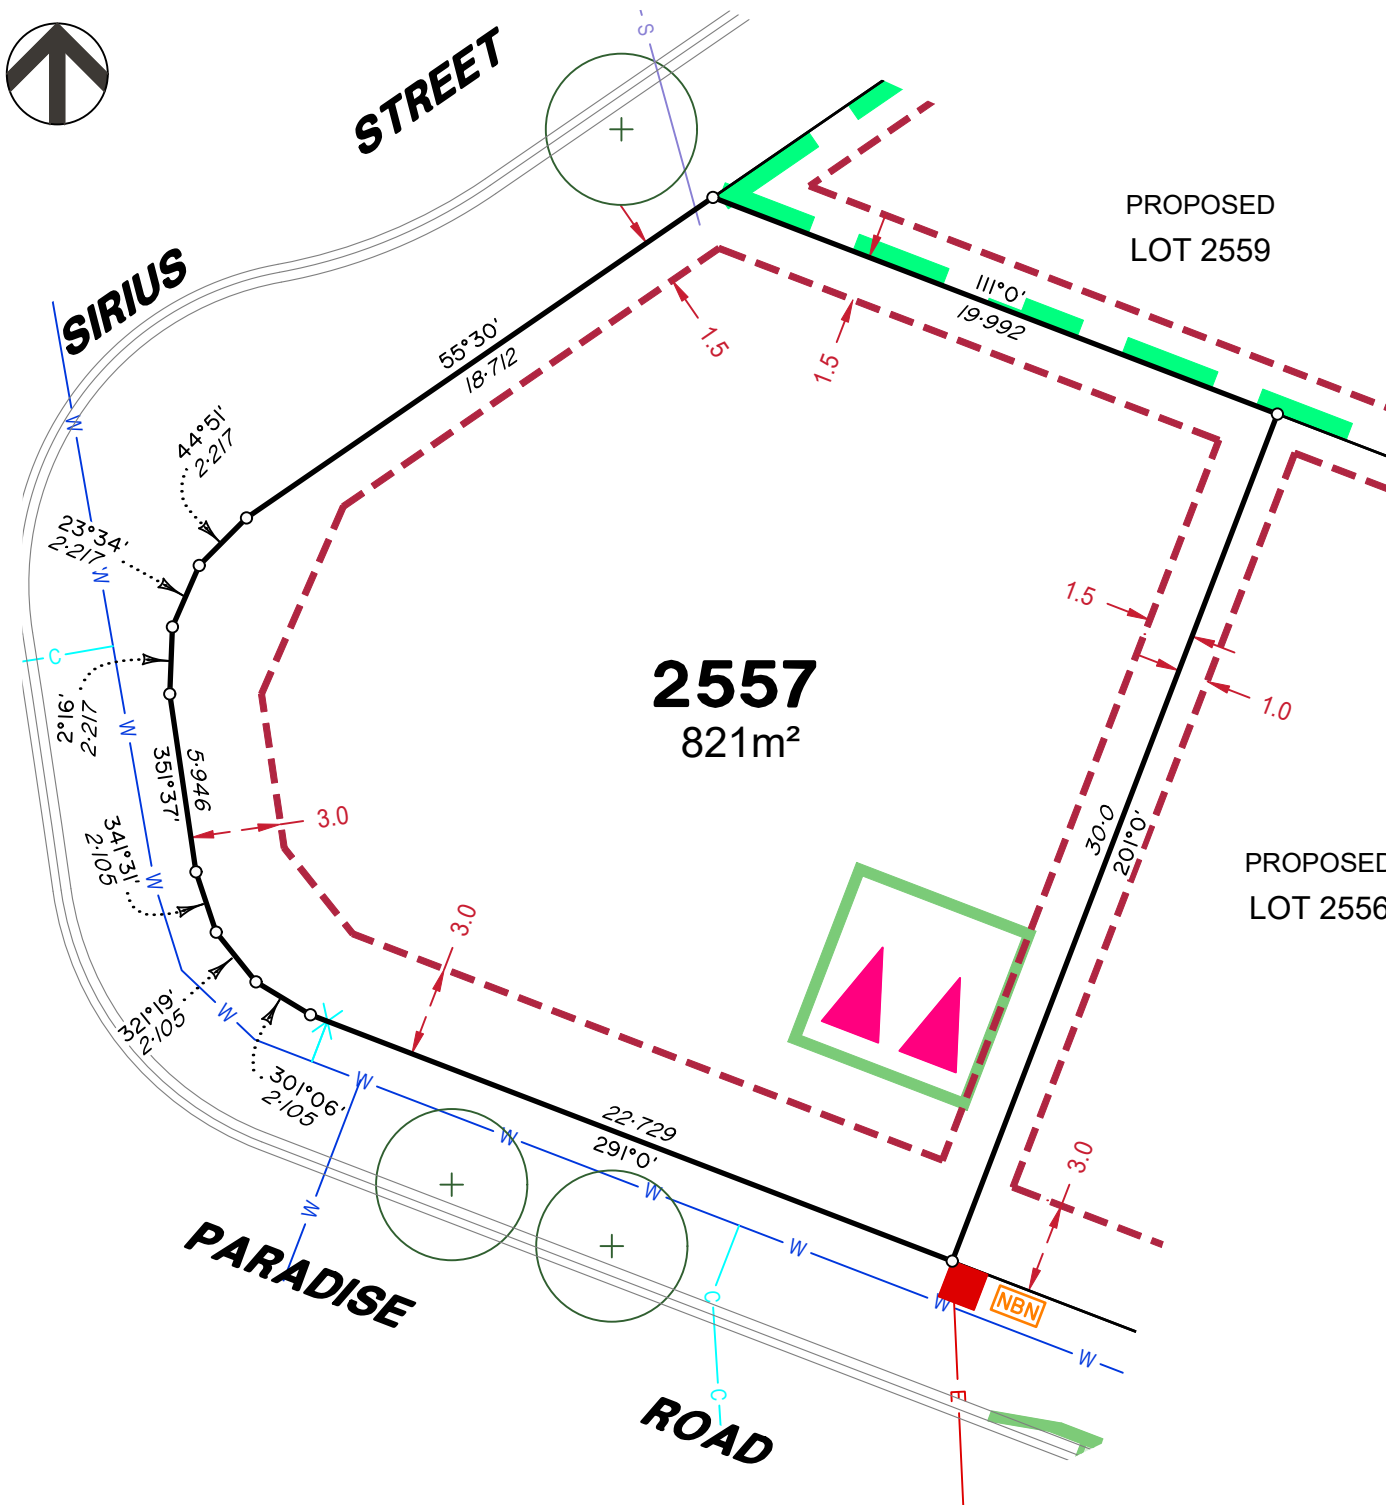 S
STREET
SIRIUS
PROPOSED
LOT 2559
111°0'
19·992
1.5
1.5
55°30'
18·712
44°51'
2·217
W
23°34'
2·217
W
C
2°16'
2·217
W
351°37'
5·946
3.0
341°31'
2·105
W
1.5
1.0
2557
821m²
30·0
201°0'
PROPOSED
LOT 2556
3.0
321°19'
2·105
W
301°06'
2·105
W
22·729
291°0'
W
W
W
3.0
W
PARADISE
W
C
NBN
W
C
E
ROAD